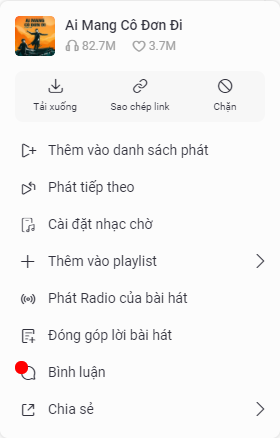 Ai Mang Cô Đơn Đi
82.7M 3.7M
Tải xuống Sao chép link Chặn
Thêm vào danh sách phát
Phát tiếp theo
Cài đặt nhạc chờ
Thêm vào playlist
Phát Radio của bài hát
Đóng góp lời bài hát
Bình luận
Chia sẻ